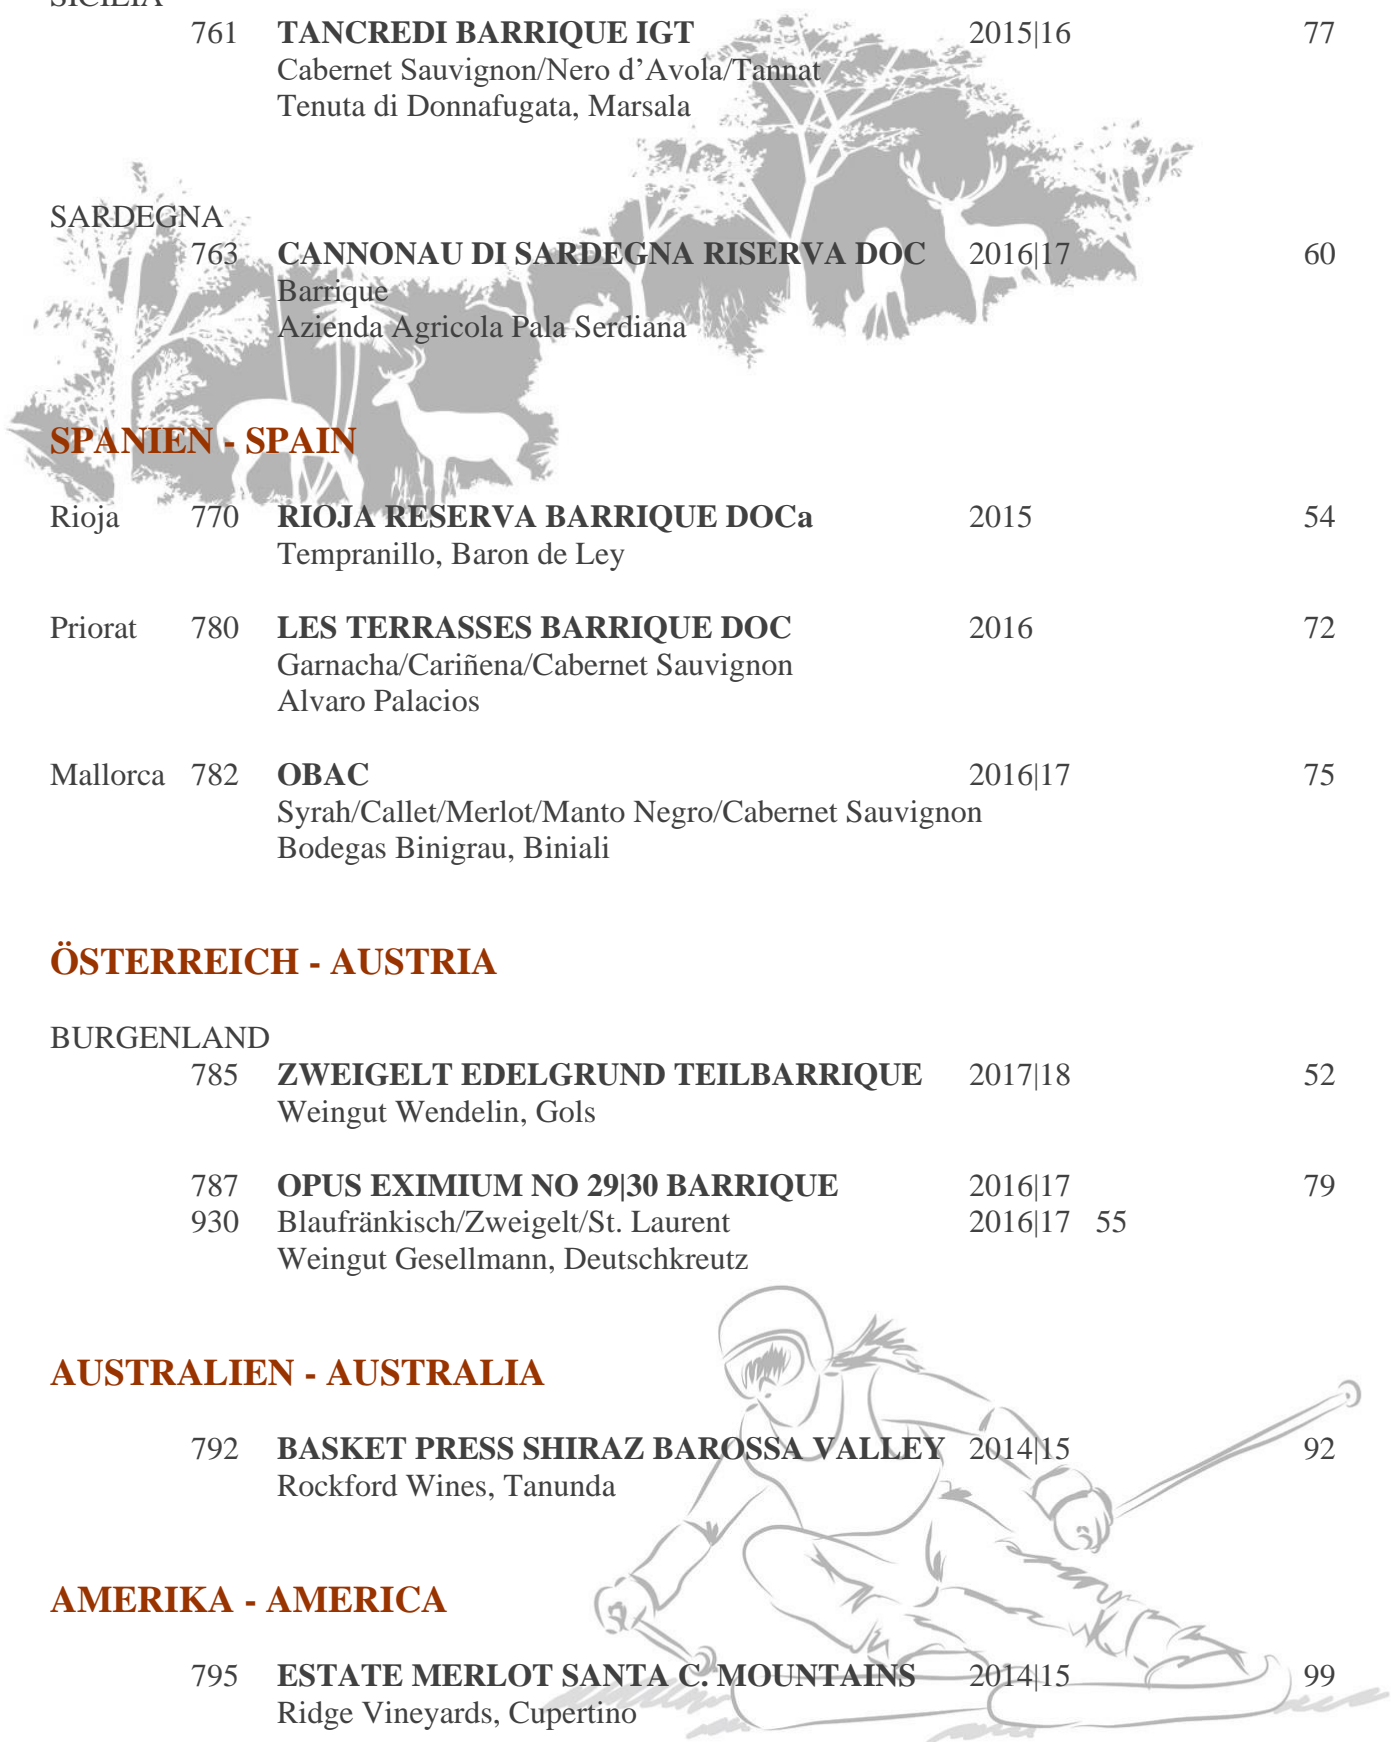 SICILIA
761 TANCREDI BARRIQUE IGT 2015|16 77
Cabernet Sauvignon/Nero d’Avola/Tannat
Tenuta di Donnafugata, Marsala
SARDEGNA
763 CANNONAU DI SARDEGNA RISERVA DOC 2016|17 60
Barrique
Azienda Agricola Pala Serdiana
SPANIEN - SPAIN
Rioja 770 RIOJA RESERVA BARRIQUE DOCa 2015 54
Tempranillo, Baron de Ley
Priorat 780 LES TERRASSES BARRIQUE DOC 2016 72
Garnacha/Cariñena/Cabernet Sauvignon
Alvaro Palacios
Mallorca 782 OBAC 2016|17 75
Syrah/Callet/Merlot/Manto Negro/Cabernet Sauvignon
Bodegas Binigrau, Biniali
ÖSTERREICH - AUSTRIA
BURGENLAND
785 ZWEIGELT EDELGRUND TEILBARRIQUE 2017|18 52
Weingut Wendelin, Gols
787 OPUS EXIMIUM NO 29|30 BARRIQUE 2016|17 79
930 Blaufränkisch/Zweigelt/St. Laurent 2016|17 55
Weingut Gesellmann, Deutschkreutz
AUSTRALIEN - AUSTRALIA
792 BASKET PRESS SHIRAZ BAROSSA VALLEY 2014|15 92
Rockford Wines, Tanunda
AMERIKA - AMERICA
795 ESTATE MERLOT SANTA C. MOUNTAINS 2014|15 99
Ridge Vineyards, Cupertino